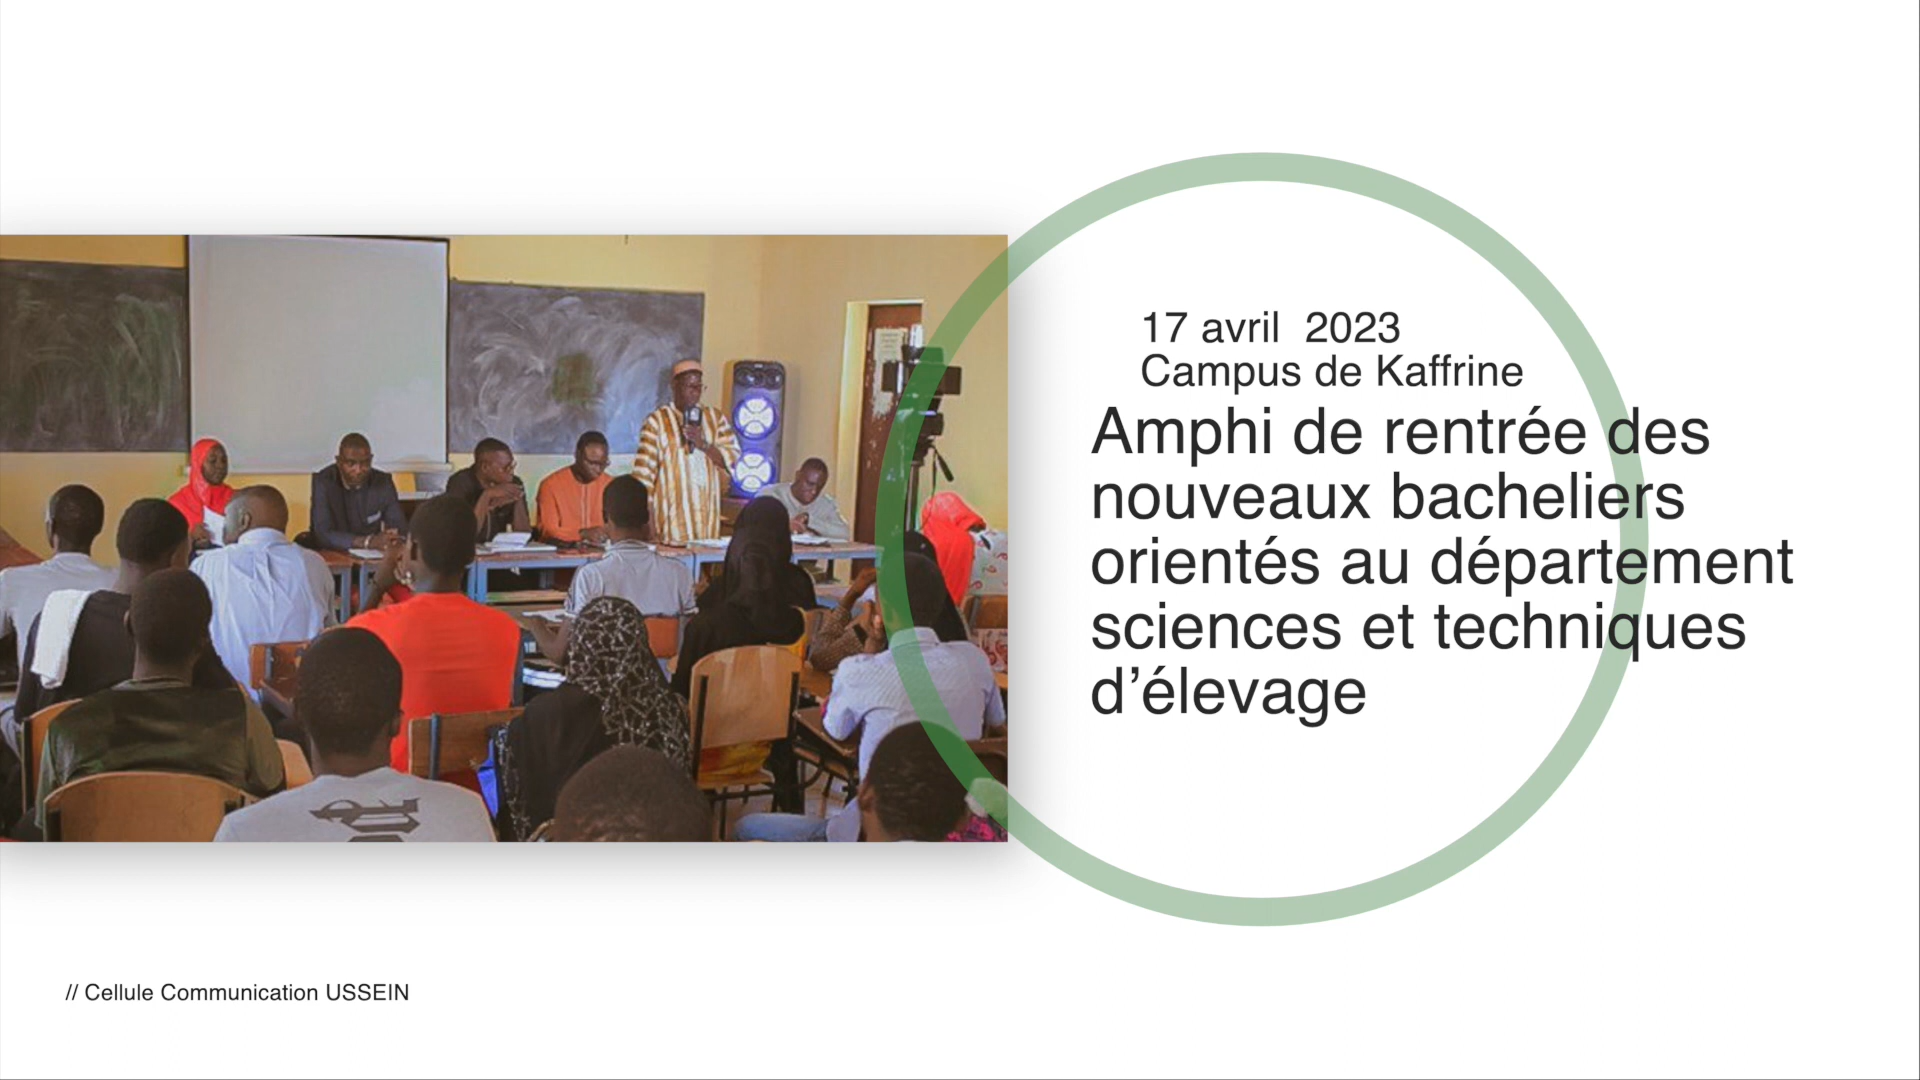 17 avril  2023
Campus de Kaffrine
Amphi de rentrée des
nouveaux bacheliers
orientés au département
sciences et techniques
d’élevage
// Cellule Communication USSEIN